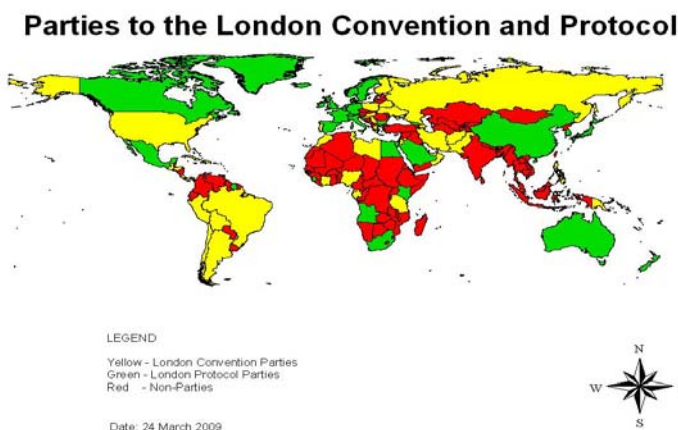 Parties to the London Convention and Protocol
LEGEND
Yellow - London Convention Parties
Green - London Protocol Parties
Red - Non-Parties
Date: 24 March 2009
N
W
S